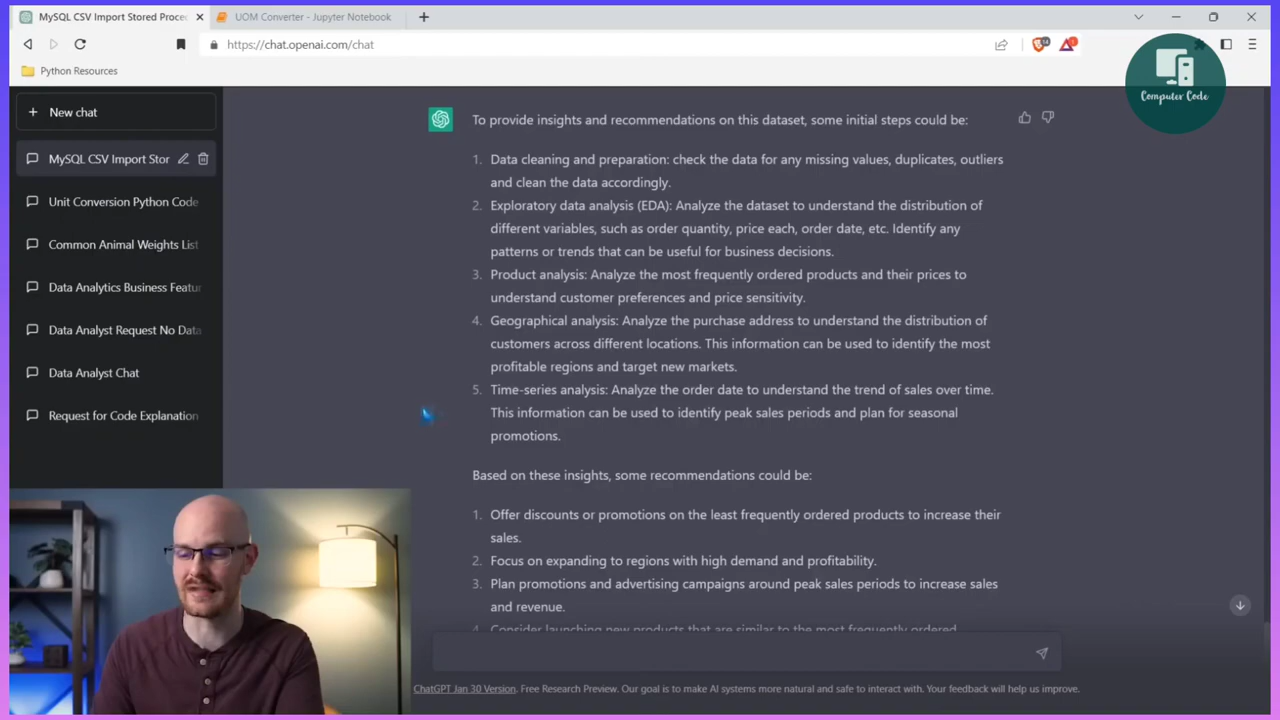 MySQL CSV Import Stored Proce
UOM Converter - Jupyter Notebook
https://chat.openai.com/chat
Python Resources
Computer Code
New chat
MySQL CSV Import Stor
Unit Conversion Python Code
Common Animal Weights List
Data Analytics Business Featur
Data Analyst Request No Data
Data Analyst Chat
Request for Code Explanation
To provide insights and recommendations on this dataset, some initial steps could be:
1. Data cleaning and preparation: check the data for any missing values, duplicates, outliers
and clean the data accordingly.
2. Exploratory data analysis (EDA): Analyze the dataset to understand the distribution of
different variables, such as order quantity, price each, order date, etc. Identify any
patterns or trends that can be useful for business decisions.
3. Product analysis: Analyze the most frequently ordered products and their prices to
understand customer preferences and price sensitivity.
4. Geographical analysis: Analyze the purchase address to understand the distribution of
customers across different locations. This information can be used to identify the most
profitable regions and target new markets.
5. Time-series analysis: Analyze the order date to understand the trend of sales over time.
This information can be used to identify peak sales periods and plan for seasonal
promotions.
Based on these insights, some recommendations could be:
1. Offer discounts or promotions on the least frequently ordered products to increase their
sales.
2. Focus on expanding to regions with high demand and profitability.
3. Plan promotions and advertising campaigns around peak sales periods to increase sales
and revenue.
4. Consider launching new products that are similar to the most frequently ordered
ChatGPT Jan 30 Version. Free Research Preview. Our goal is to make AI systems more natural and safe to interact with. Your feedback will help us improve.